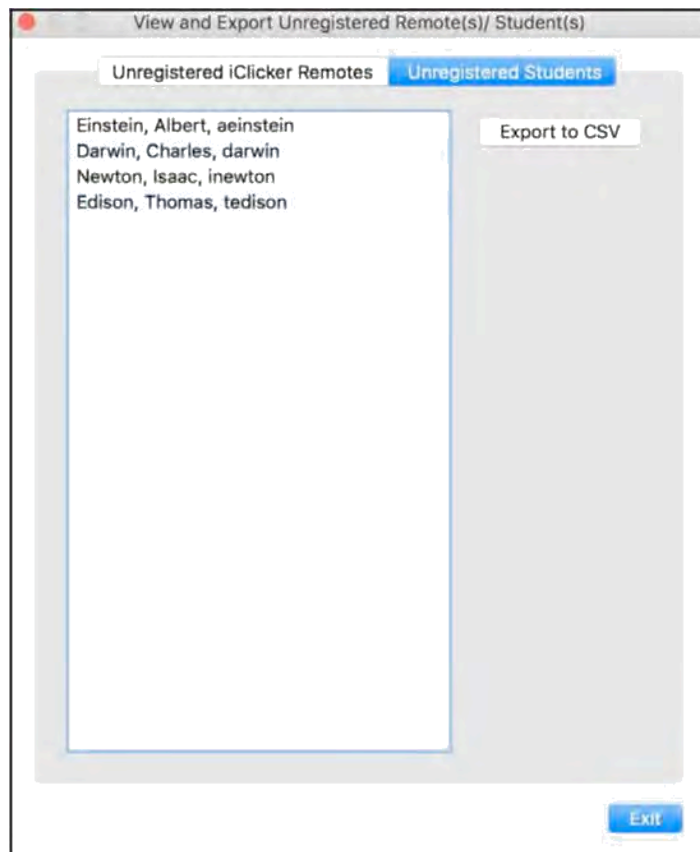 View and Export Unregistered Remote(s)/ Student(s)
Unregistered iClicker Remotes
Unregistered Students
Einstein, Albert, aeinstein
Export to CSV
Darwin, Charles, darwin
Newton, Isaac, inewton
Edison, Thomas, tedison
Exit